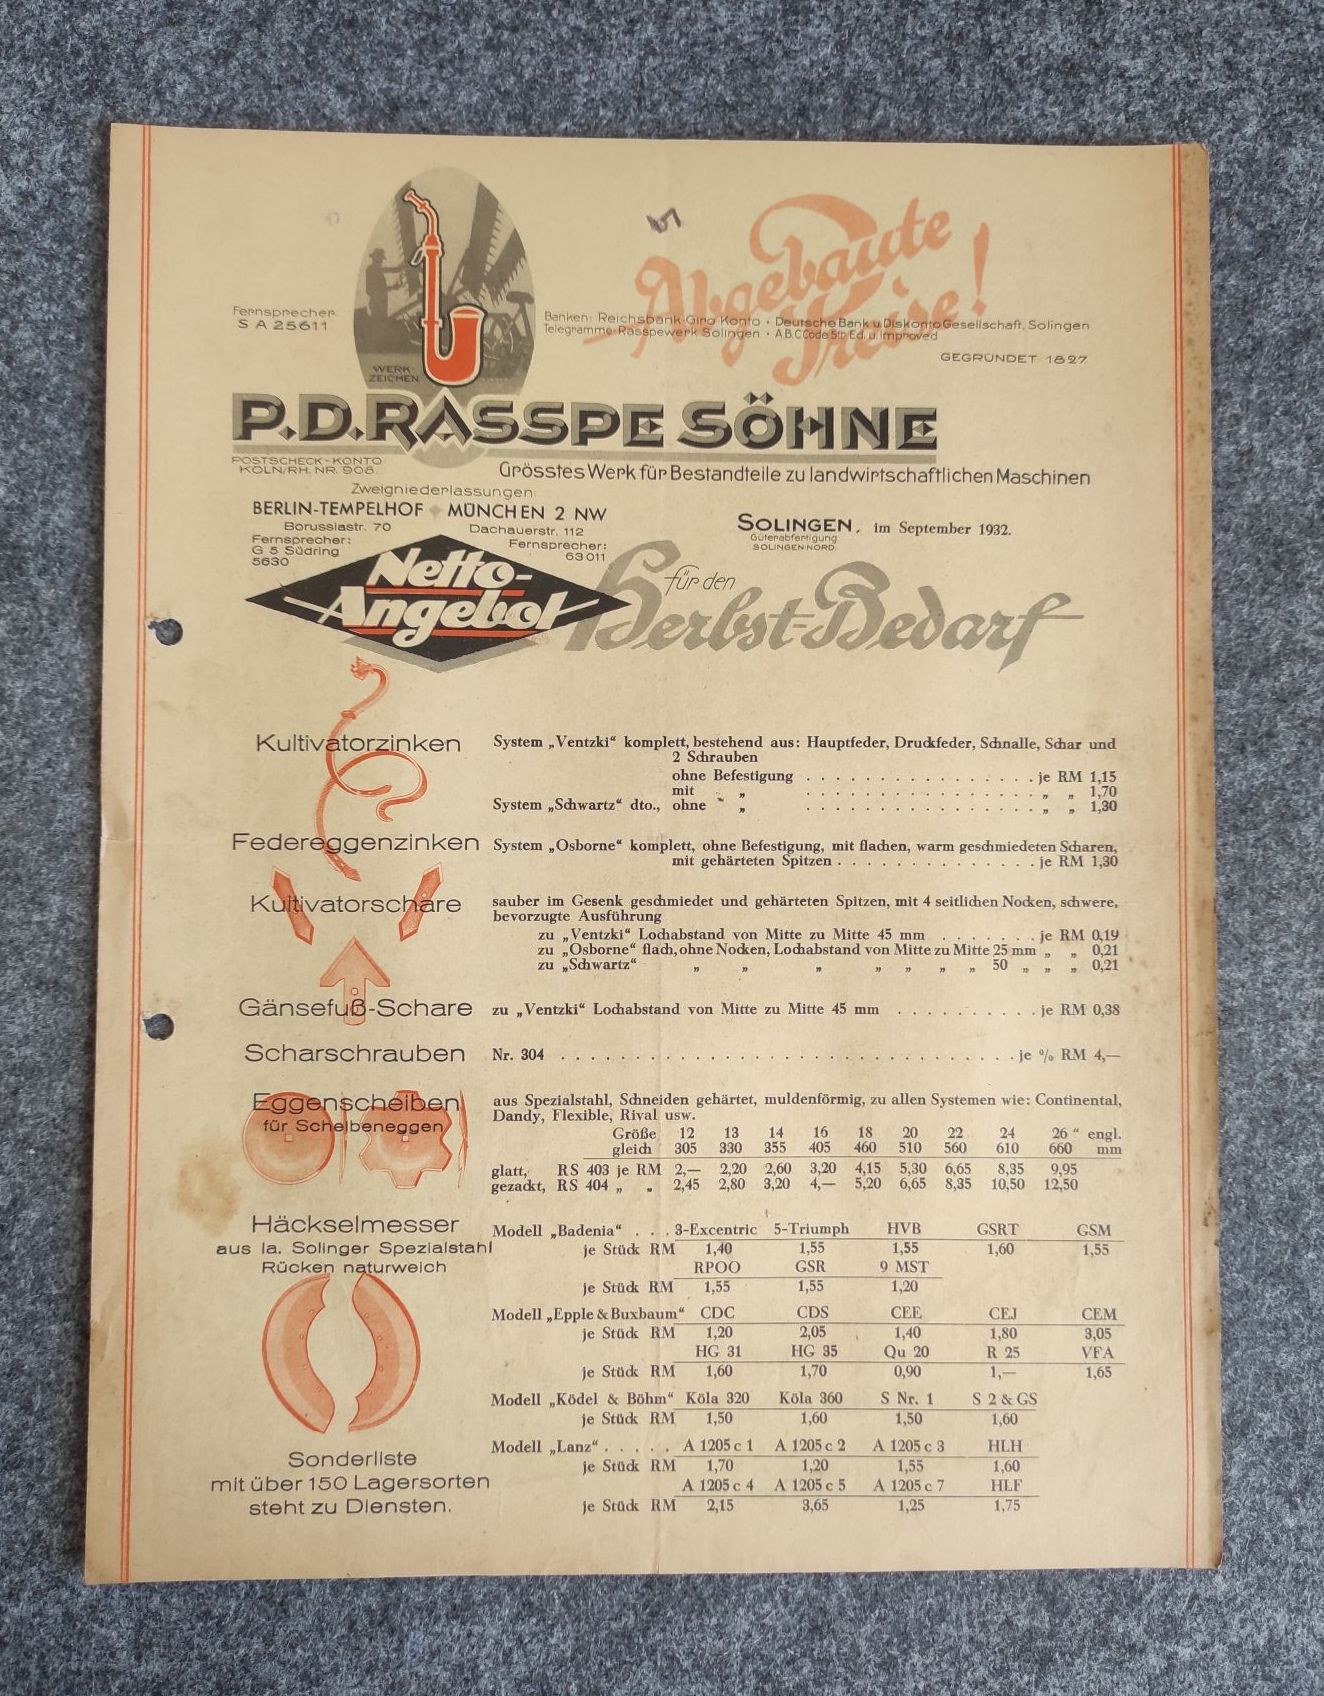 Abgebaute
Preise!
Fernsprecher
S A 25611
Banken: Reichsbank Giro Konto · Deutsche Bank u. Diskonto Gesellschaft, Solingen
Telegramme: Rasspewerk Solingen · A.B.C Code 5th Ed. u. improved
GEGRÜNDET 1827
WERK-
ZEICHEN
P.D. RASSPE SÖHNE
POSTSCHECK-KONTO
KÖLN/RH. NR. 908.
Grösstes Werk für Bestandteile zu landwirtschaftlichen Maschinen
Zweigniederlassungen:
BERLIN-TEMPELHOF MÜNCHEN 2 NW
Borussiastr. 70 Dachauerstr. 112
Fernsprecher: Fernsprecher:
G 5 Südring 63011
5630
SOLINGEN, im September 1932.
Güterabfertigung
SOLINGEN-NORD.
Netto-
Angebot
für den
Herbst-Bedarf
Kultivatorzinken System „Ventzki“ komplett, bestehend aus: Hauptfeder, Druckfeder, Schnalle, Schar und
2 Schrauben
ohne Befestigung . . . . . . . . . . . . . . . . je RM 1,15
mit „ . . . . . . . . . . . . . . . . „ „ 1,70
System „Schwartz“ dto., ohne „ . . . . . . . . . . . . . . . . „ „ 1,30
Federeggenzinken System „Osborne“ komplett, ohne Befestigung, mit flachen, warm geschmiedeten Scharen,
mit gehärteten Spitzen . . . . . . . . . . . . . . je RM 1,30
Kultivatorschare sauber im Gesenk geschmiedet und gehärteten Spitzen, mit 4 seitlichen Nocken, schwere,
bevorzugte Ausführung
zu „Ventzki“ Lochabstand von Mitte zu Mitte 45 mm . . . . . . . je RM 0,19
zu „Osborne“ flach, ohne Nocken, Lochabstand von Mitte zu Mitte 25 mm „ „ 0,21
zu „Schwartz“ „ „ „ „ „ „ „ 50 „ „ „ 0,21
Gänsefuß-Schare zu „Ventzki“ Lochabstand von Mitte zu Mitte 45 mm . . . . . . . . . . je RM 0,38
Scharschrauben Nr. 304 . . . . . . . . . . . . . . . . . . . . . . . . . . . . . . . je % RM 4,—
Eggenscheiben aus Spezialstahl, Schneiden gehärtet, muldenförmig, zu allen Systemen wie: Continental,
für Scheibeneggen Dandy, Flexible, Rival usw.
Größe 12 13 14 16 18 20 22 24 26 “ engl.
gleich 305 330 355 405 460 510 560 610 660 mm
glatt, RS 403 je RM 2,— 2,20 2,60 3,20 4,15 5,30 6,65 8,35 9,95
gezackt, RS 404 „ „ 2,45 2,80 3,20 4,— 5,20 6,65 8,35 10,50 12,50
Häckselmesser
aus Ia. Solinger Spezialstahl
Rücken naturweich
Modell „Badenia“ . . . 3-Excentric 5-Triumph HVB GSRT GSM
je Stück RM 1,40 1,55 1,55 1,60 1,55
RPOO GSR 9 MST
je Stück RM 1,55 1,55 1,20
Modell „Epple & Buxbaum“ CDC CDS CEE CEJ CEM
je Stück RM 1,20 2,05 1,40 1,80 3,05
HG 31 HG 35 Qu 20 R 25 VFA
je Stück RM 1,60 1,70 0,90 1,— 1,65
Modell „Ködel & Böhm“ Köla 320 Köla 360 S Nr. 1 S 2 & GS
je Stück RM 1,50 1,60 1,50 1,60
Modell „Lanz“ . . . . . A 1205 c 1 A 1205 c 2 A 1205 c 3 HLH
je Stück RM 1,70 1,20 1,55 1,60
A 1205 c 4 A 1205 c 5 A 1205 c 7 HLF
je Stück RM 2,15 3,65 1,25 1,75
Sonderliste
mit über 150 Lagersorten
steht zu Diensten.